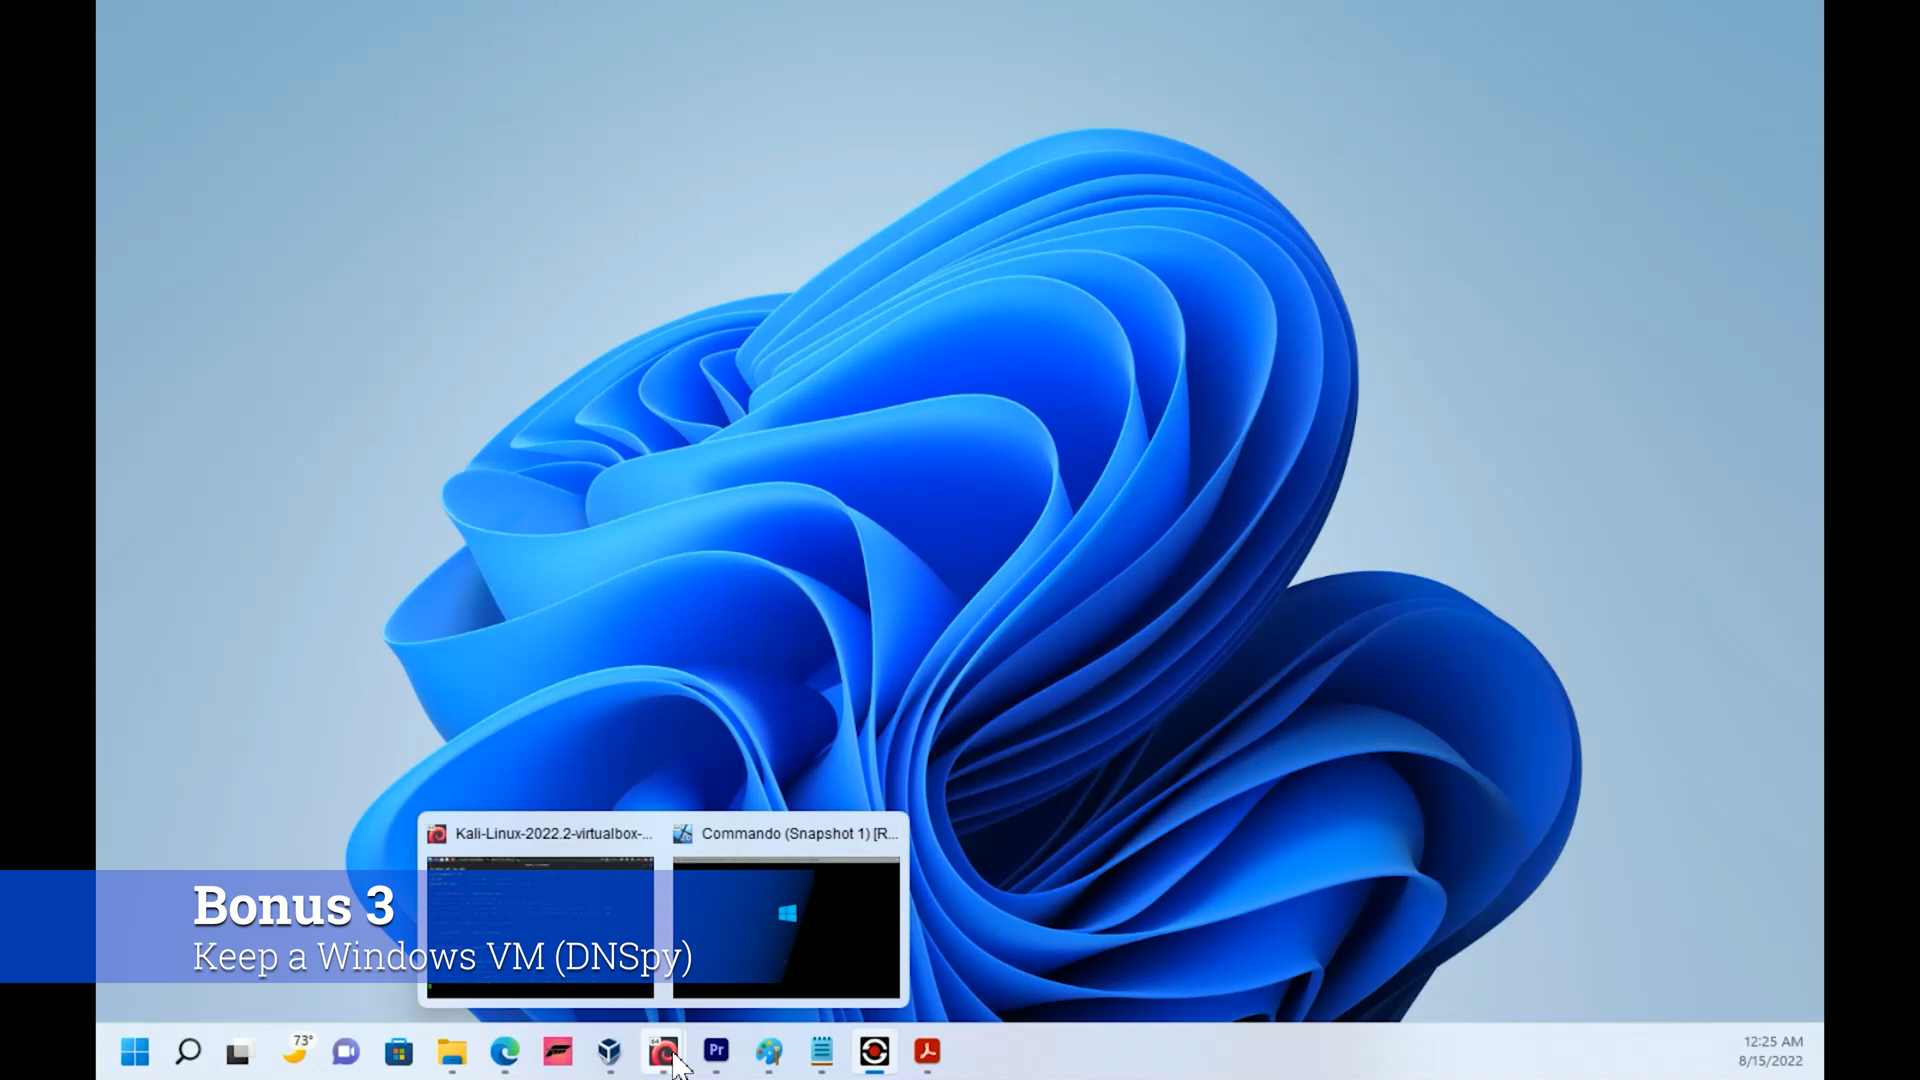 Kali-Linux-2022.2-virtualbox-...
Commando (Snapshot 1) [R...
Bonus 3
Keep a Windows VM (DNSpy)
73°
64
Pr
12:25 AM
8/15/2022